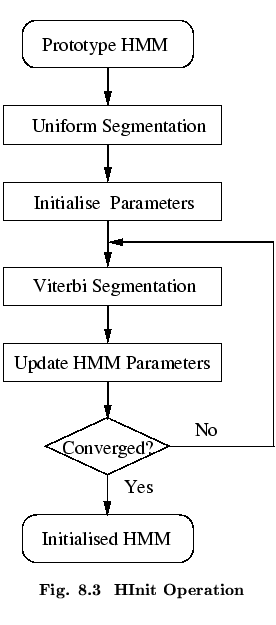 Prototype HMM
Uniform Segmentation
Initialise Parameters
Viterbi Segmentation
Update HMM Parameters
Converged?
No
Yes
Initialised HMM
Fig. 8.3 HInit Operation